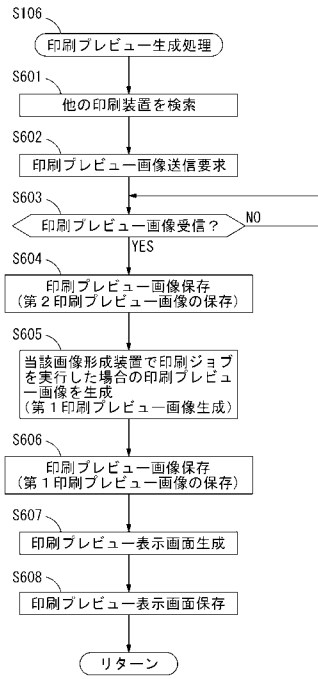 S106
印刷プレビュー生成処理
S601
他の印刷装置を検索
S602
印刷プレビュー画像送信要求
S603
印刷プレビュー画像受信？
NO
YES
S604
印刷プレビュー画像保存
(第2印刷プレビュー画像の保存)
S605
当該画像形成装置で印刷ジョブ
を実行した場合の印刷プレビュ
ー画像を生成
(第1印刷プレビュー画像生成)
S606
印刷プレビュー画像保存
(第1印刷プレビュー画像の保存)
S607
印刷プレビュー表示画面生成
S608
印刷プレビュー表示画面保存
リターン